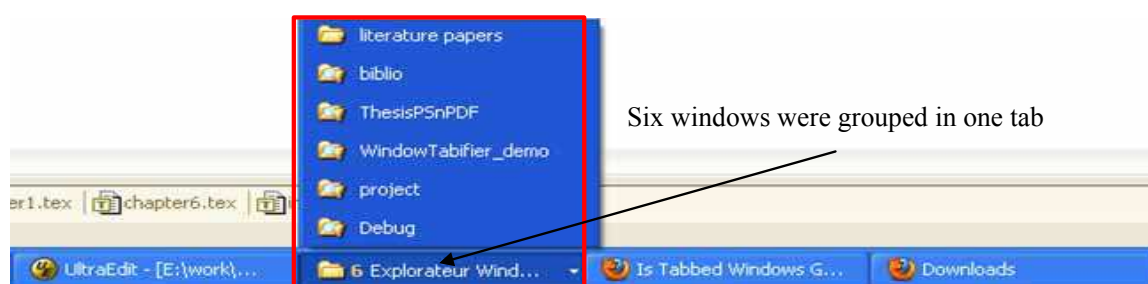 literature papers
biblio
ThesisPSnPDF
Six windows were grouped in one tab
WindowTabifier_demo
project
er1.tex chapter6.tex
Debug
UltraEdit - [E:\work\... 6 Explorateur Wind... Is Tabbed Windows G... Downloads